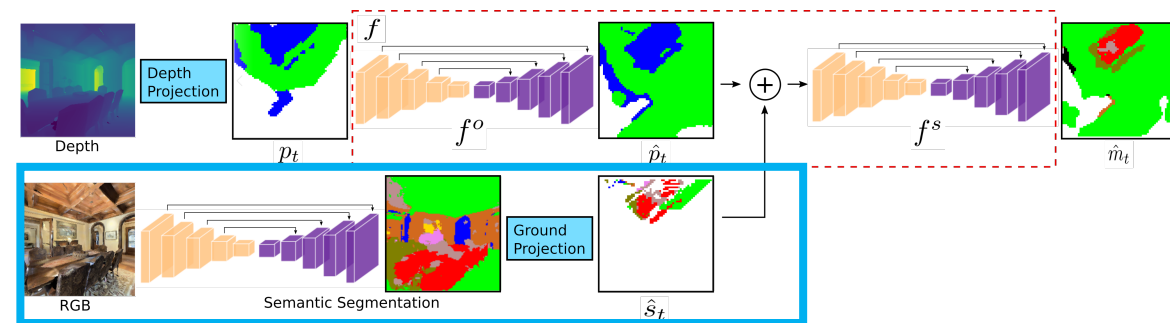 f
Depth
Projection
Depth
p_t
f^o
p̂_t
+
f^s
m̂_t
RGB
Semantic Segmentation
Ground
Projection
ŝ_t